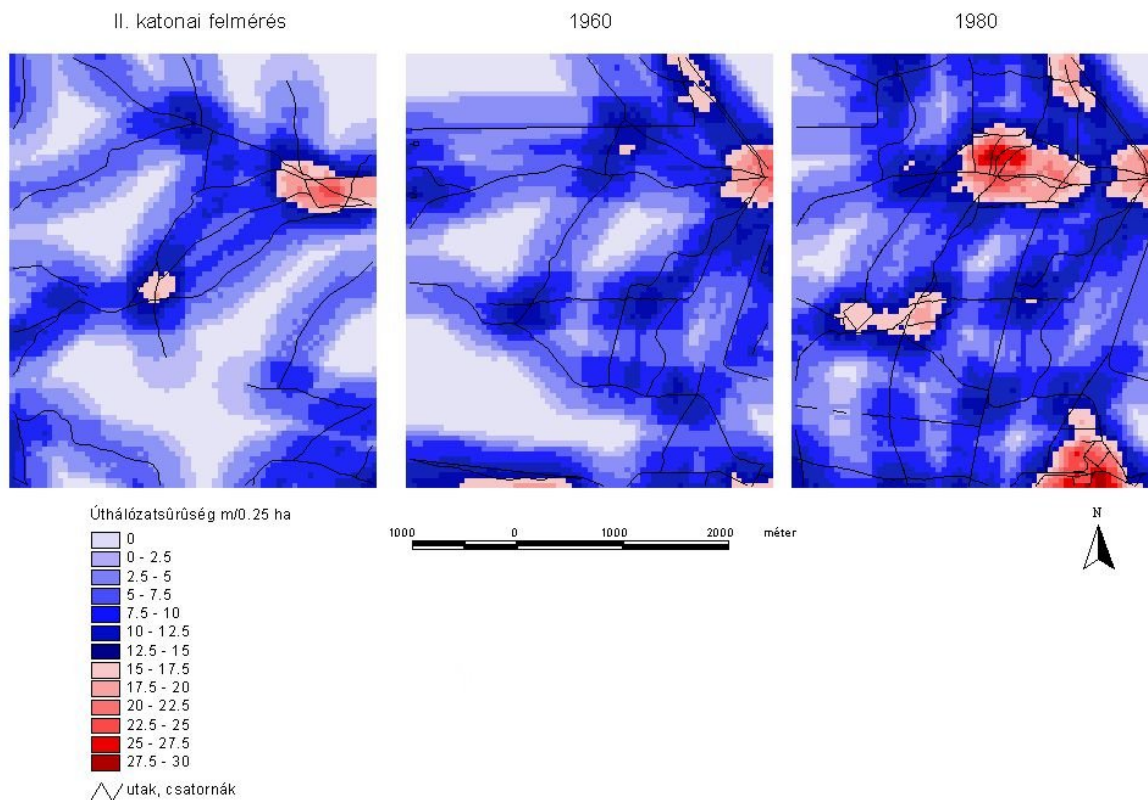 II. katonai felmérés
1960
1980
Úthálózatsûrûség m/0.25 ha
0
0 - 2.5
2.5 - 5
5 - 7.5
7.5 - 10
10 - 12.5
12.5 - 15
15 - 17.5
17.5 - 20
20 - 22.5
22.5 - 25
25 - 27.5
27.5 - 30
utak, csatornák
1000 0 1000 2000 méter
N